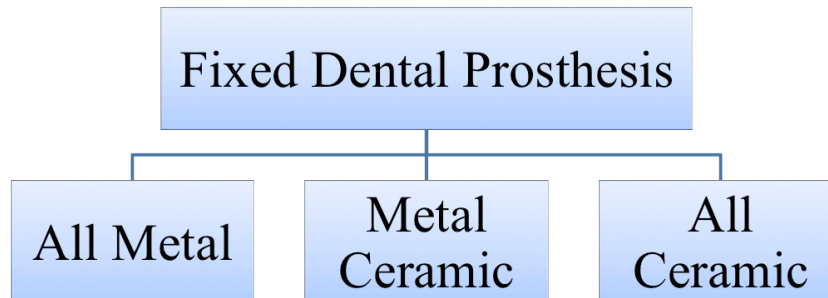 Fixed Dental Prosthesis
All Metal
Metal
Ceramic
All
Ceramic